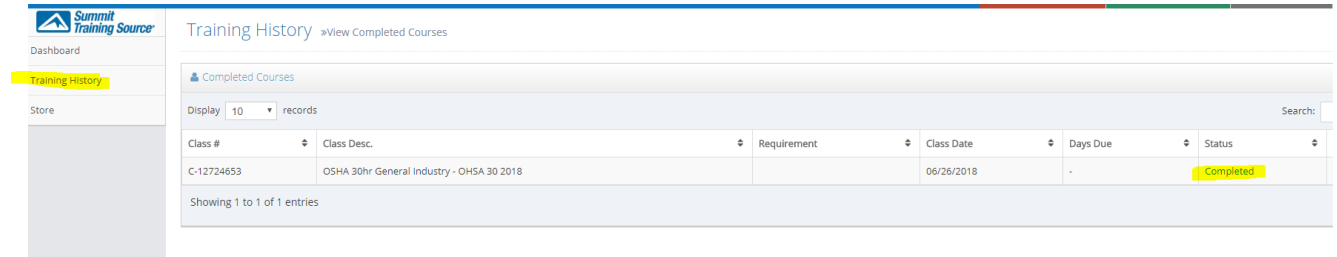 Summit
Training Source
Dashboard
Training History
Store
Training History »View Completed Courses
Completed Courses
Display 10 records
Search:
Class # Class Desc. Requirement Class Date Days Due Status
C-12724653 OSHA 30hr General Industry - OHSA 30 2018 06/26/2018 - Completed
Showing 1 to 1 of 1 entries